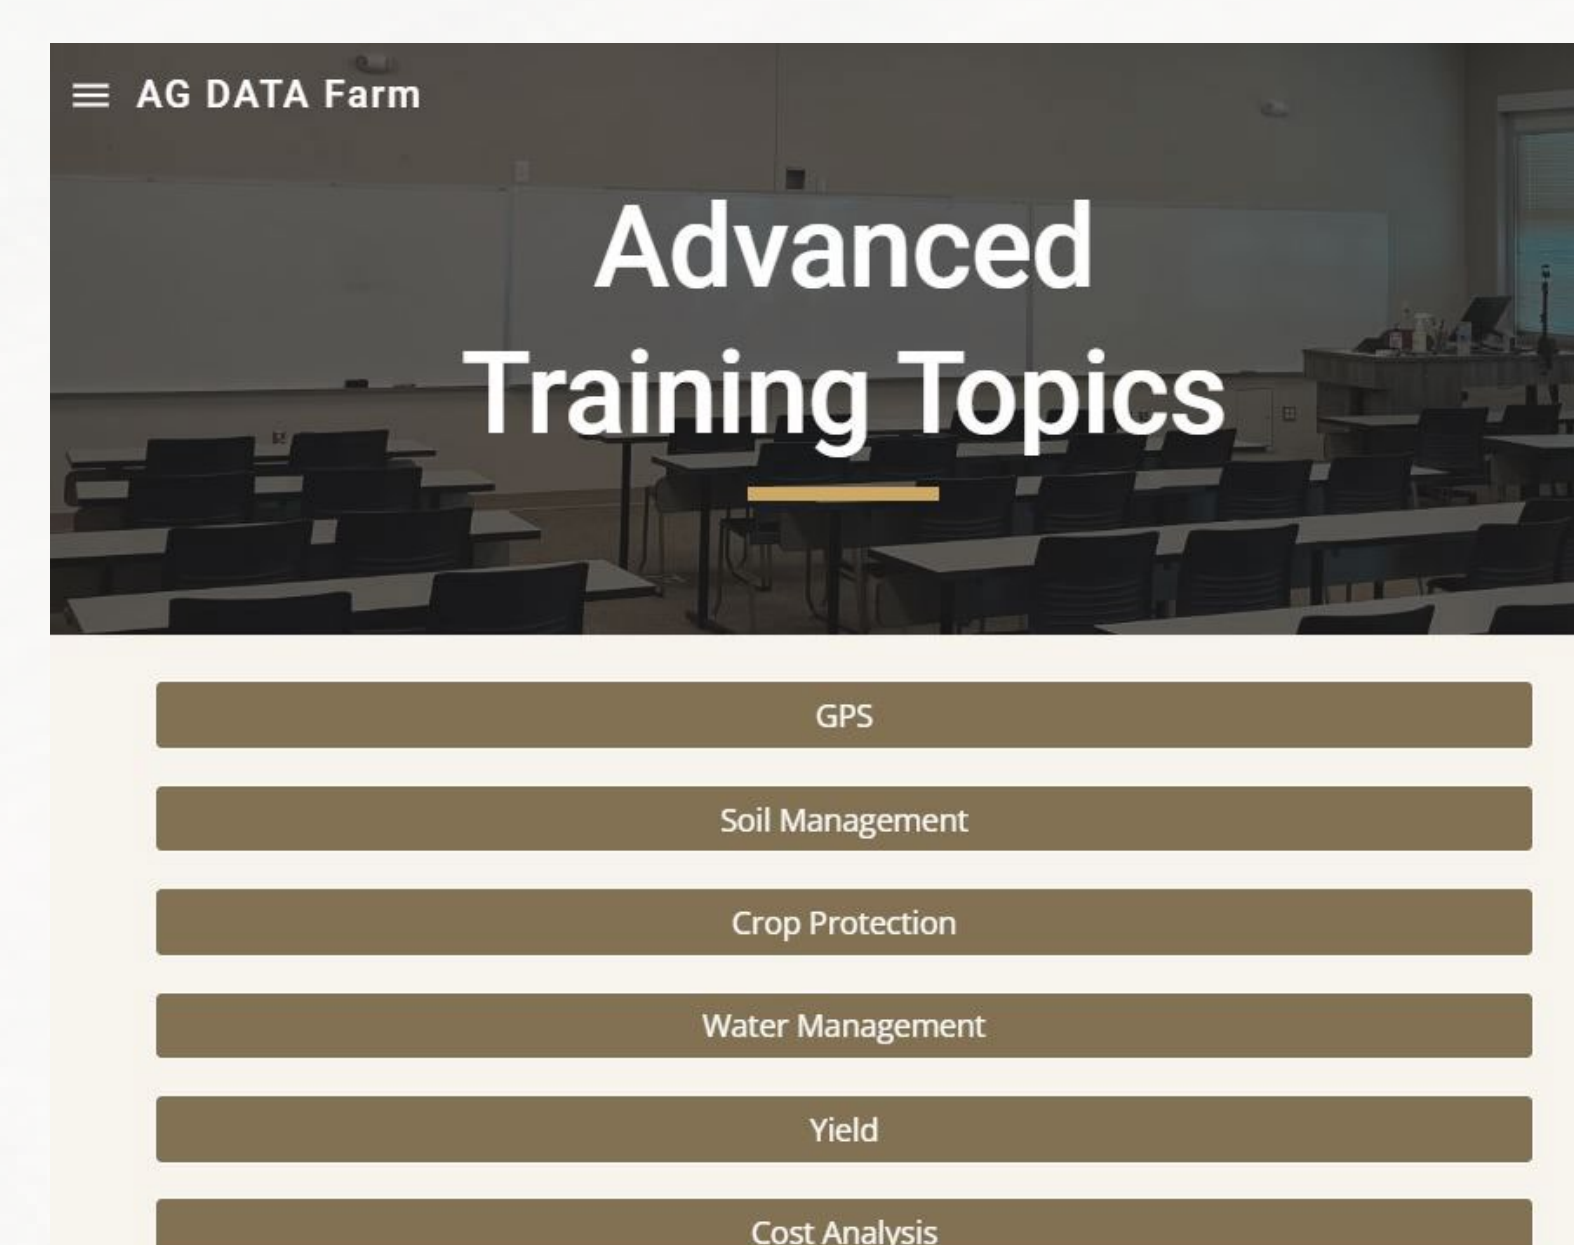 AG DATA Farm
Advanced
Training Topics
GPS
Soil Management
Crop Protection
Water Management
Yield
Cost Analysis